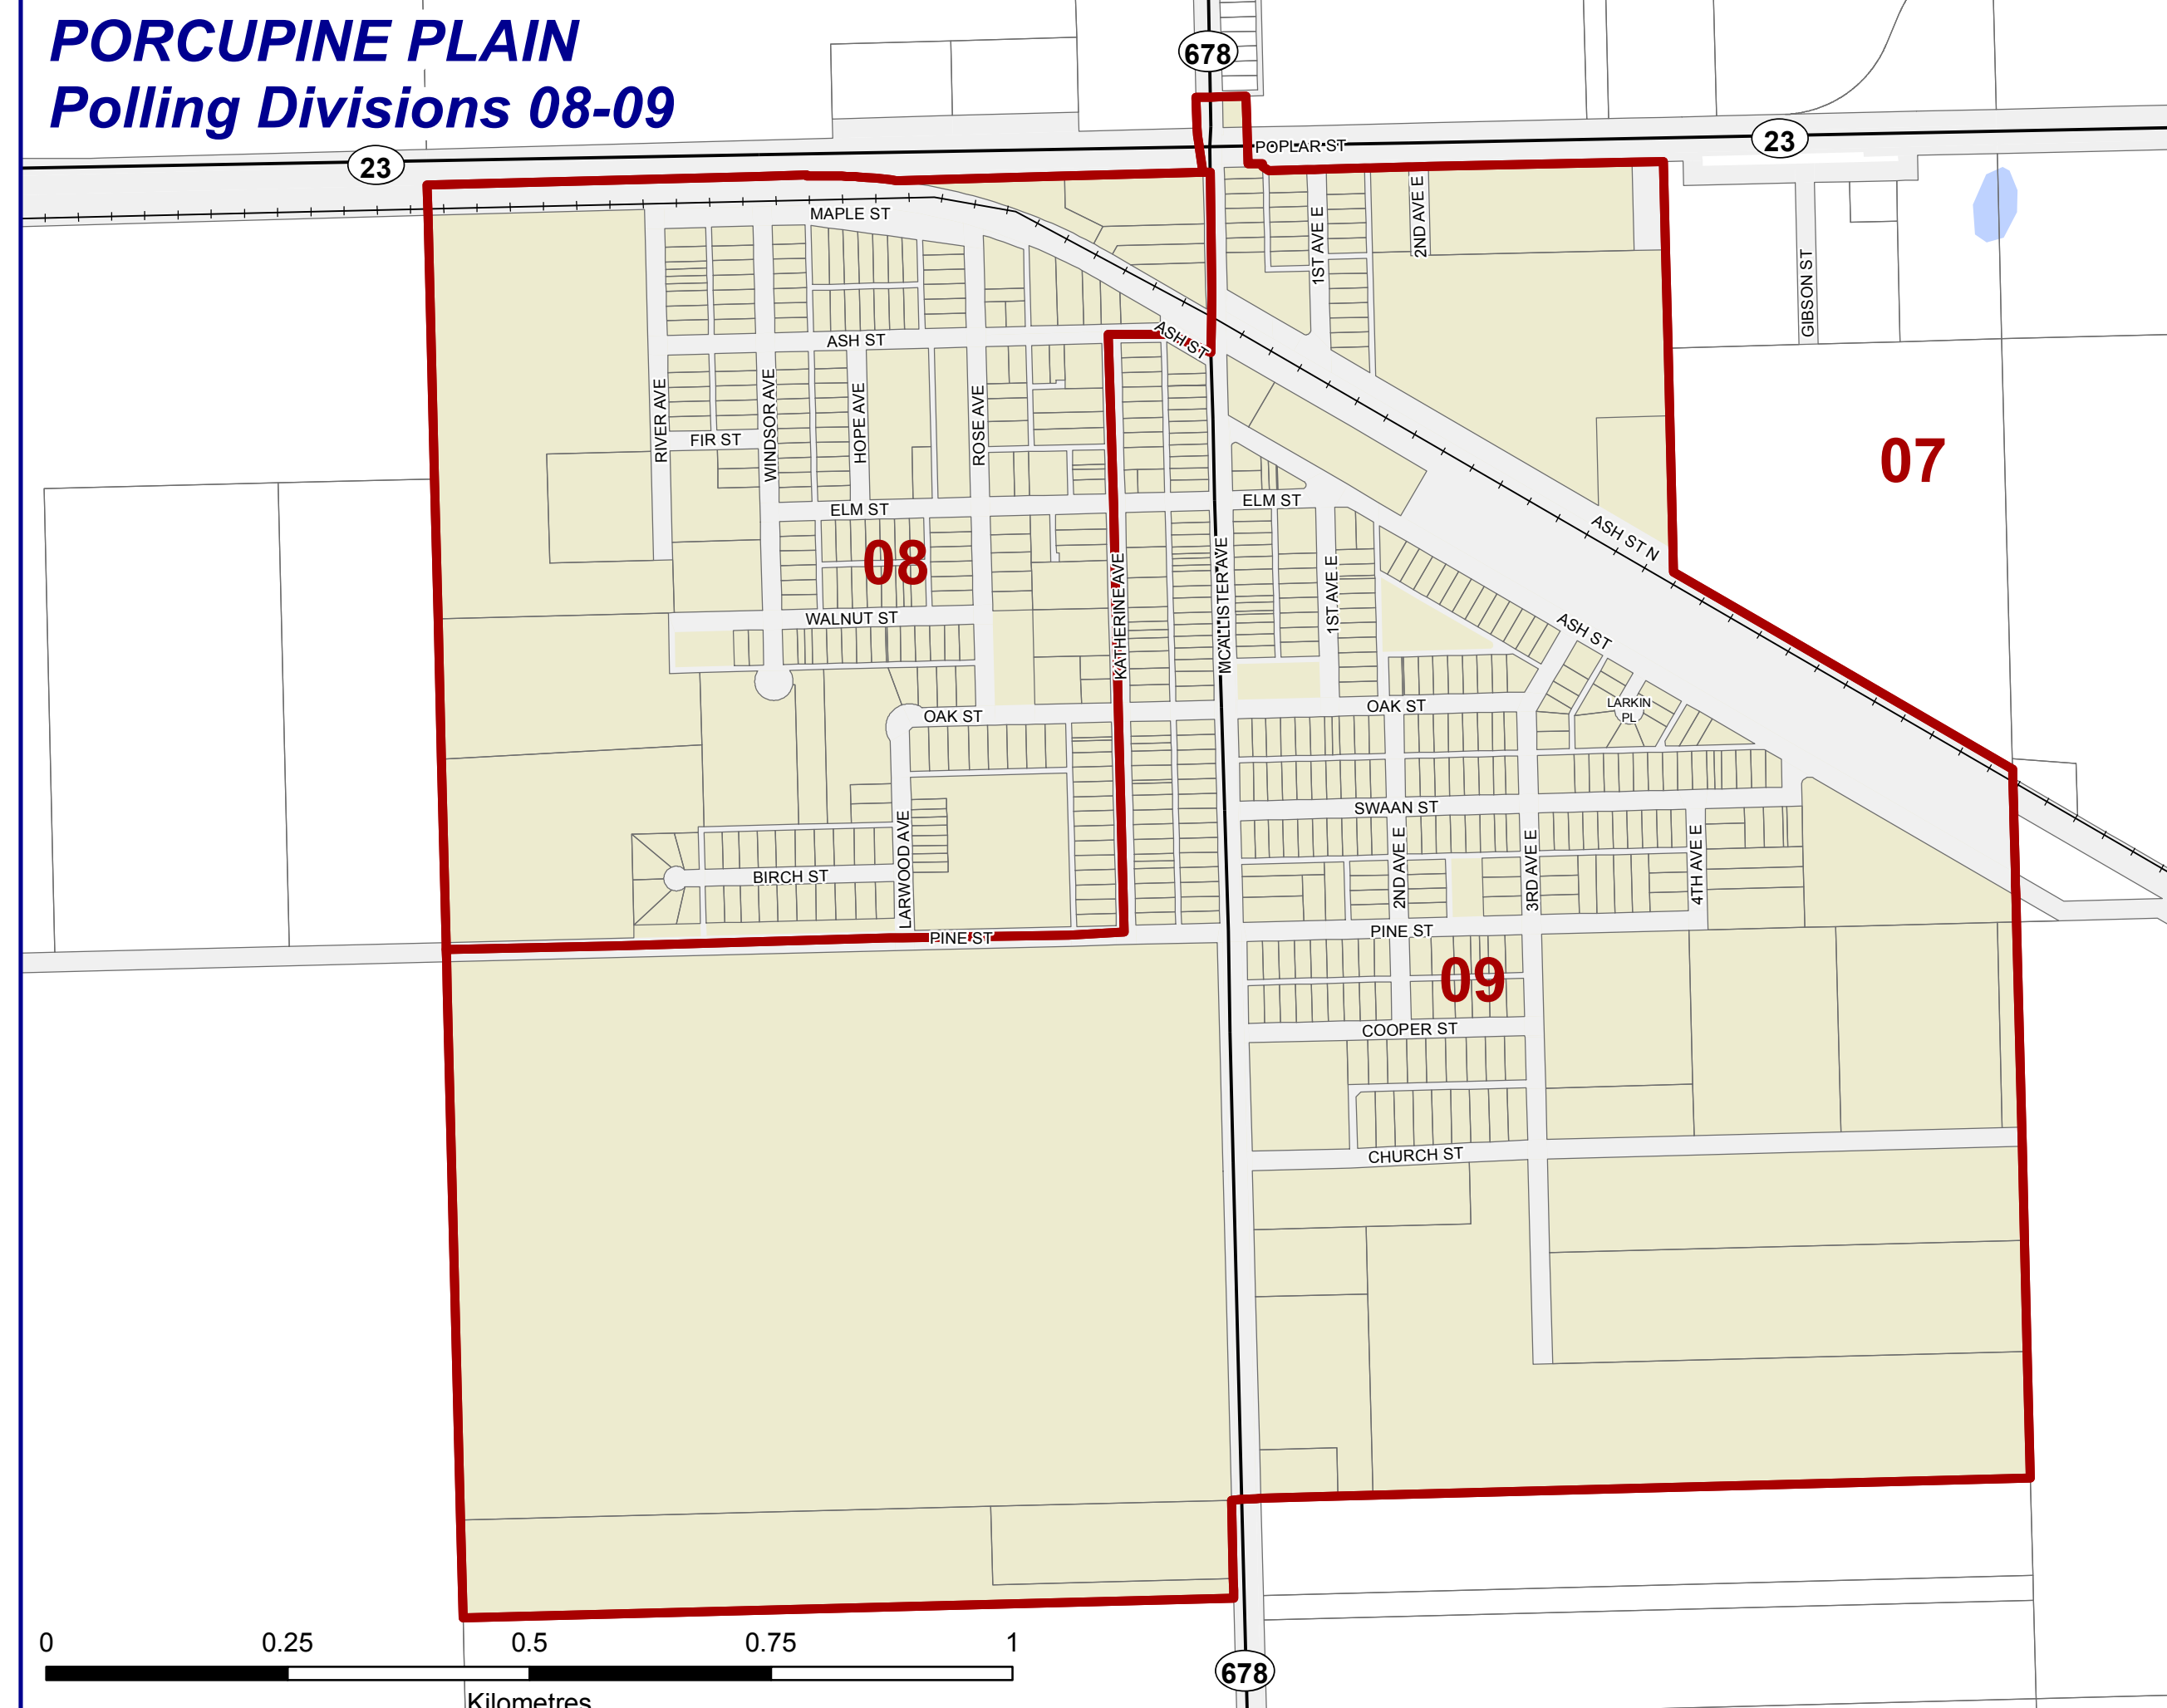 PORCUPINE PLAIN
Polling Divisions 08-09
678
23
23
POPLAR ST
MAPLE ST
1ST AVE E
2ND AVE E
GIBSON ST
ASH ST
ASH ST
RIVER AVE
WINDSOR AVE
HOPE AVE
ROSE AVE
FIR ST
07
ELM ST
ELM ST
ASH ST N
08
KATHERINE AVE
MCALLISTER AVE
1ST AVE E
WALNUT ST
ASH ST
LARKIN
PL
OAK ST
OAK ST
SWAAN ST
LARWOOD AVE
BIRCH ST
2ND AVE E
3RD AVE E
4TH AVE E
PINE ST
PINE ST
09
COOPER ST
CHURCH ST
0 0.25 0.5 0.75 1
678
Kilometres